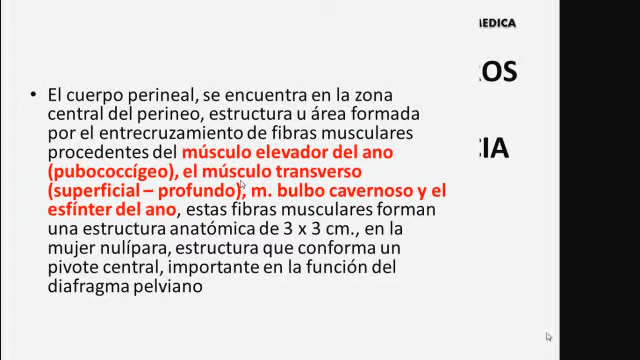 MEDICA
OS
IA
• El cuerpo perineal, se encuentra en la zona
central del perineo, estructura u área formada
por el entrecruzamiento de fibras musculares
procedentes del músculo elevador del ano
(pubococcígeo), el músculo transverso
(superficial – profundo), m. bulbo cavernoso y el
esfínter del ano, estas fibras musculares forman
una estructura anatómica de 3 x 3 cm., en la
mujer nulípara, estructura que conforma un
pivote central, importante en la función del
diafragma pelviano